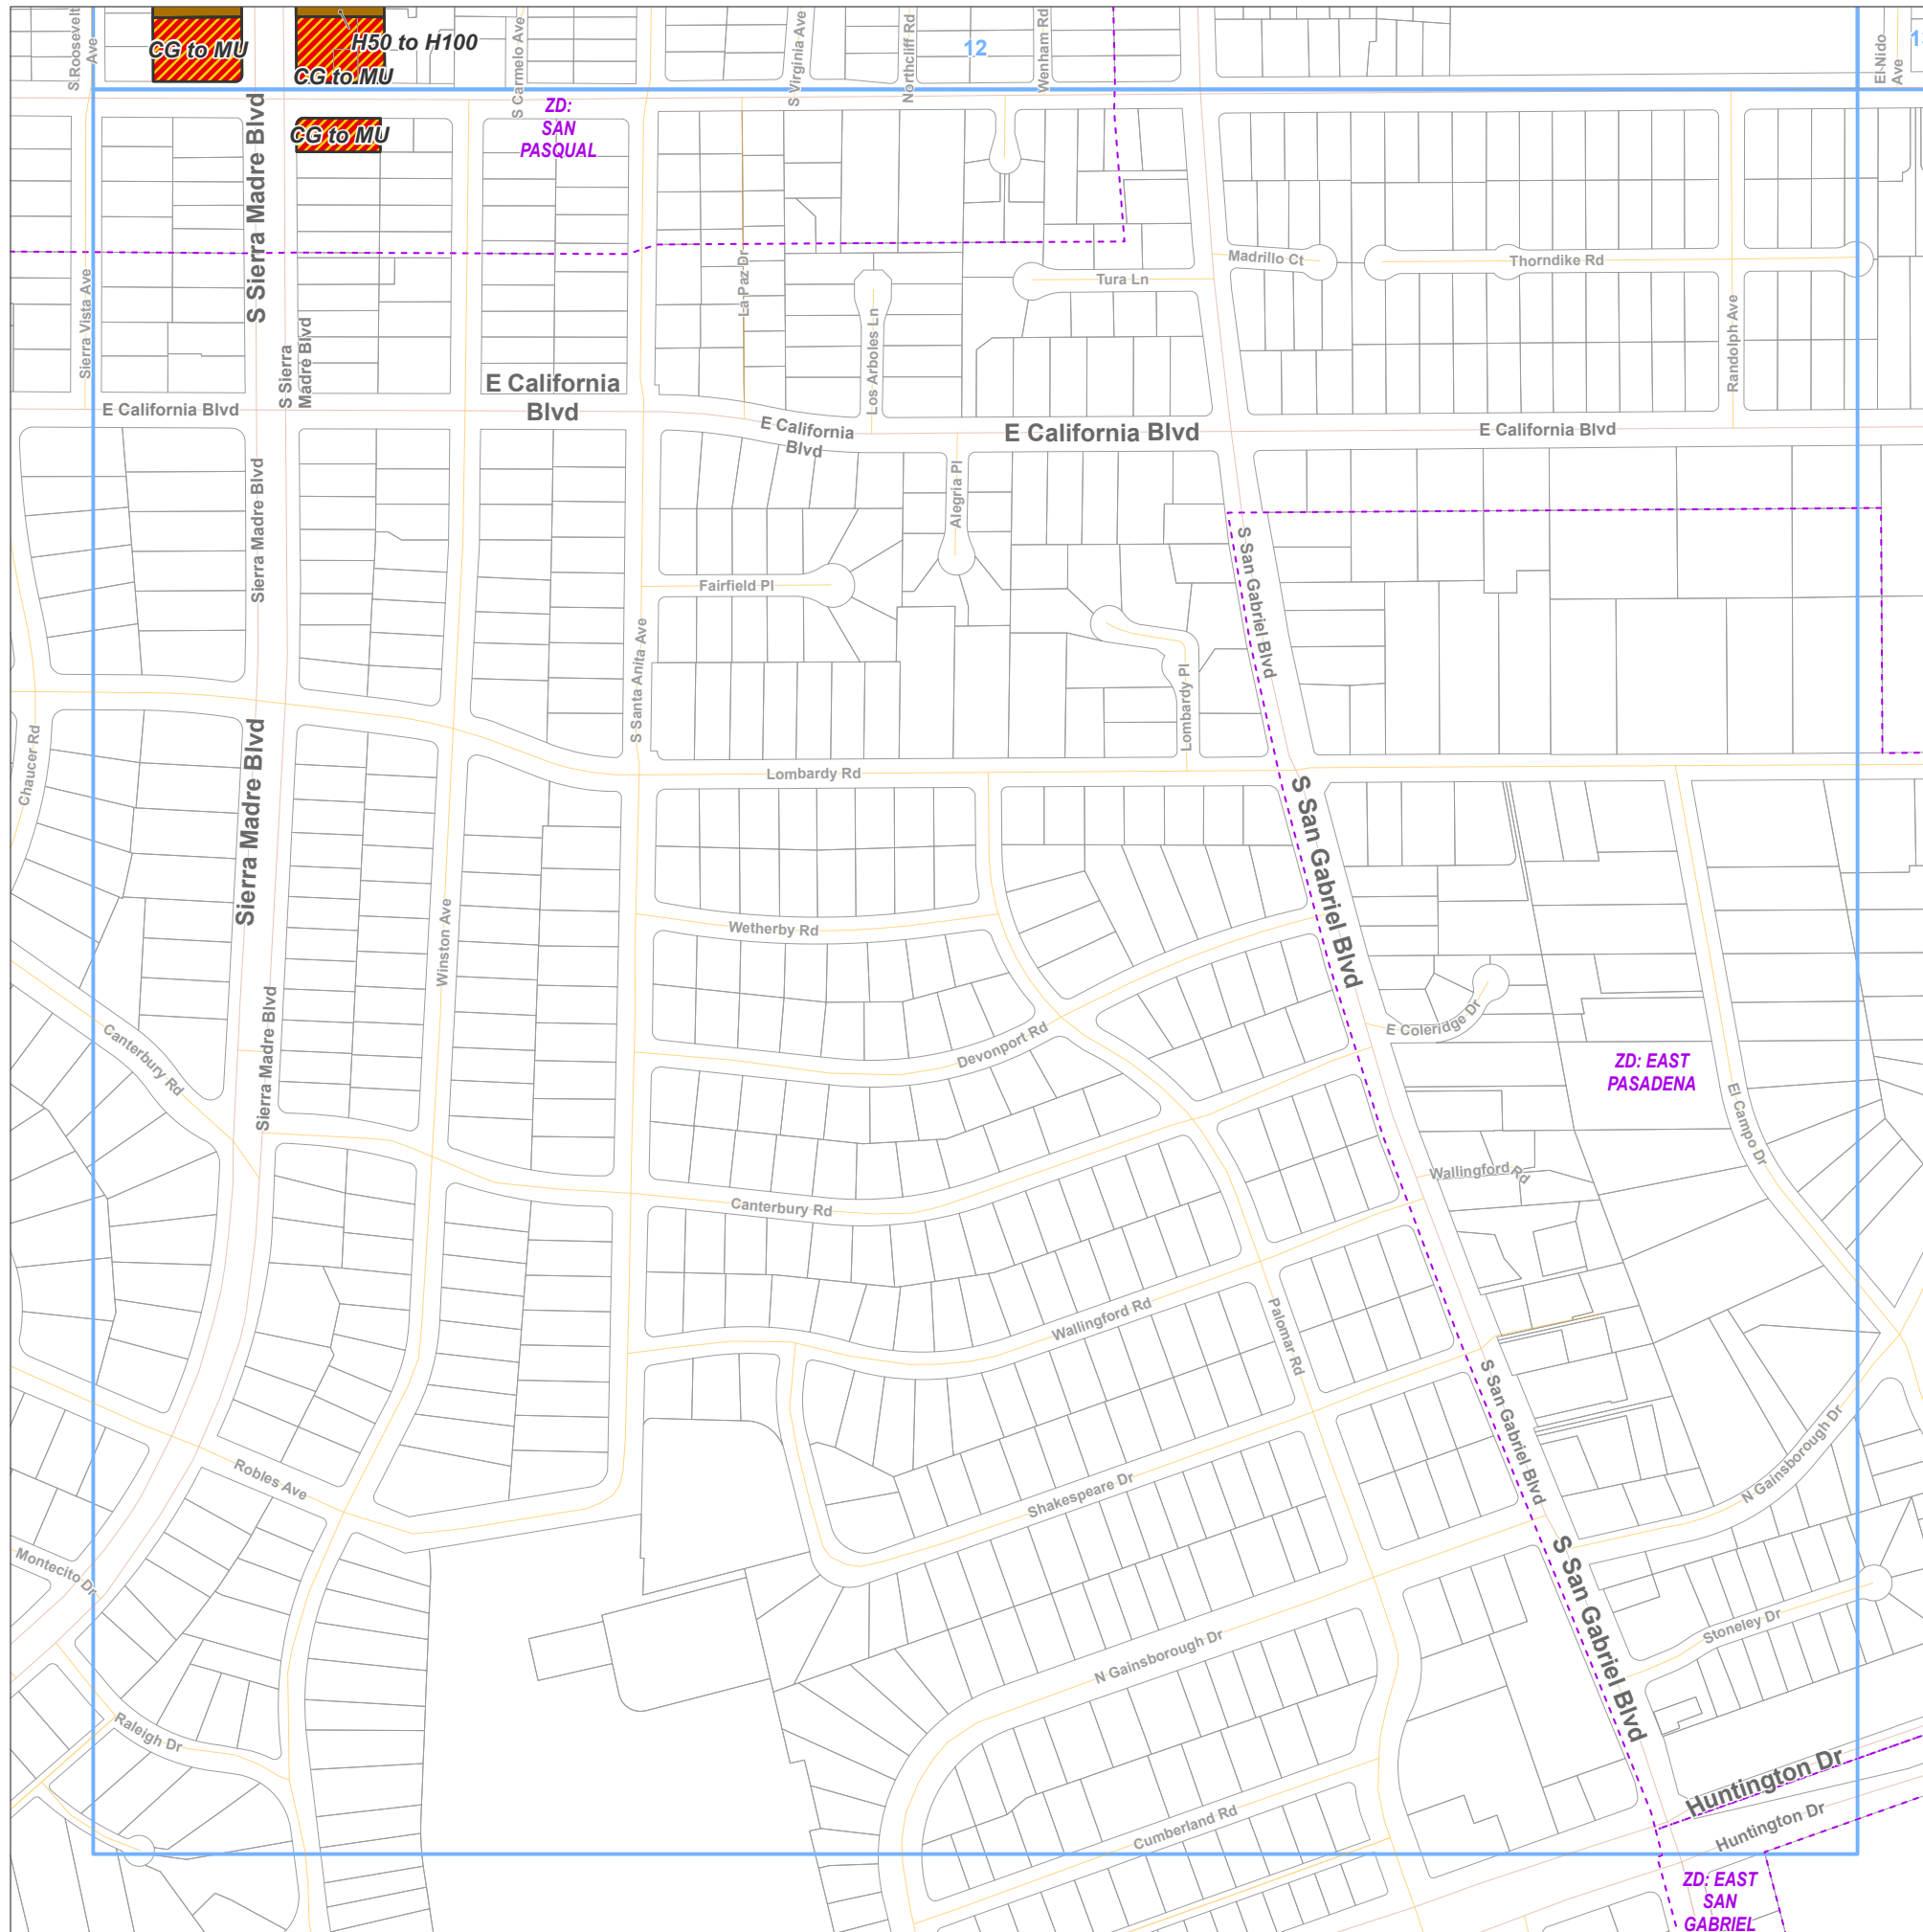 S Roosevelt
Ave
CG to MU
H50 to H100
CG to MU
S Carmelo Ave
S Virginia Ave
Northcliff Rd
12
Wenham Rd
El Nido
Ave
S Sierra Madre Blvd
CG to MU
ZD:
SAN
PASQUAL
Sierra Vista Ave
S Sierra
Madre Blvd
La Paz Dr
Los Arboles Ln
Tura Ln
Madrillo Ct
Thorndike Rd
Randolph Ave
E California Blvd
E California
Blvd
E California
Blvd
E California Blvd
E California Blvd
Sierra Madre Blvd
Alegria Pl
Fairfield Pl
S Santa Anita Ave
Lombardy Pl
S San Gabriel Blvd
Chaucer Rd
Sierra Madre Blvd
Lombardy Rd
S San Gabriel Blvd
Winston Ave
Wetherby Rd
Canterbury Rd
Sierra Madre Blvd
Devonport Rd
E Coleridge Dr
ZD: EAST
PASADENA
El Campo Dr
Wallingford Rd
Canterbury Rd
Wallingford Rd
Palomar Rd
S San Gabriel Blvd
N Gainsborough Dr
Robles Ave
Shakespeare Dr
Montecito Dr
S San Gabriel Blvd
Stoneley Dr
N Gainsborough Dr
Raleigh Dr
Huntington Dr
Huntington Dr
Cumberland Rd
ZD: EAST
SAN
GABRIEL